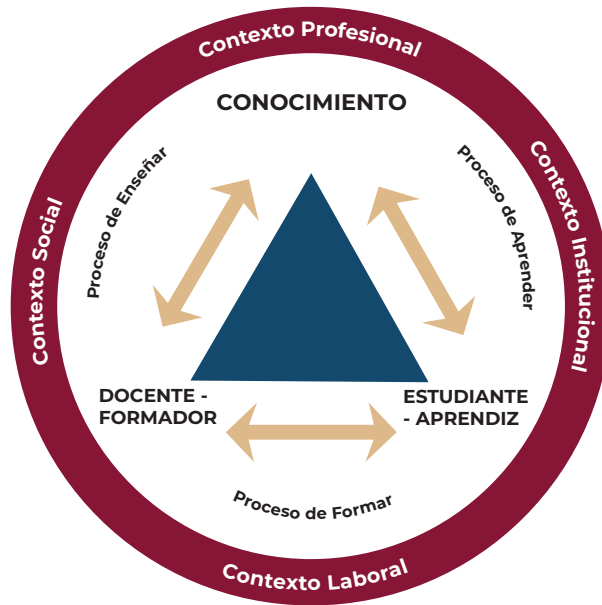 Contexto Profesional
CONOCIMIENTO
Proceso de Enseñar
Proceso de Aprender
Contexto Social
Contexto Institucional
DOCENTE -
FORMADOR
ESTUDIANTE
- APRENDIZ
Proceso de Formar
Contexto Laboral